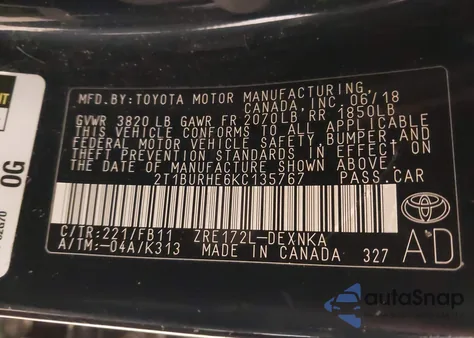 MFD.BY:TOYOTA MOTOR MANUFACTURING,
CANADA, INC. 06/18
GVWR 3820LB GAWR FR 2070LB RR 1850LB
THIS VEHICLE CONFORMS TO ALL APPLICABLE
FEDERAL MOTOR VEHICLE SAFETY,BUMPER,AND
THEFT PREVENTION STANDARDS IN EFFECT ON
THE DATE OF MANUFACTURE SHOWN ABOVE.
2T1BURHE6KC135767 PASS.CAR
C/TR:221/FB11 ZRE172L-DEXNKA
A/TM:-04A/K313 MADE IN CANADA 327
AD
OG
autoSnap